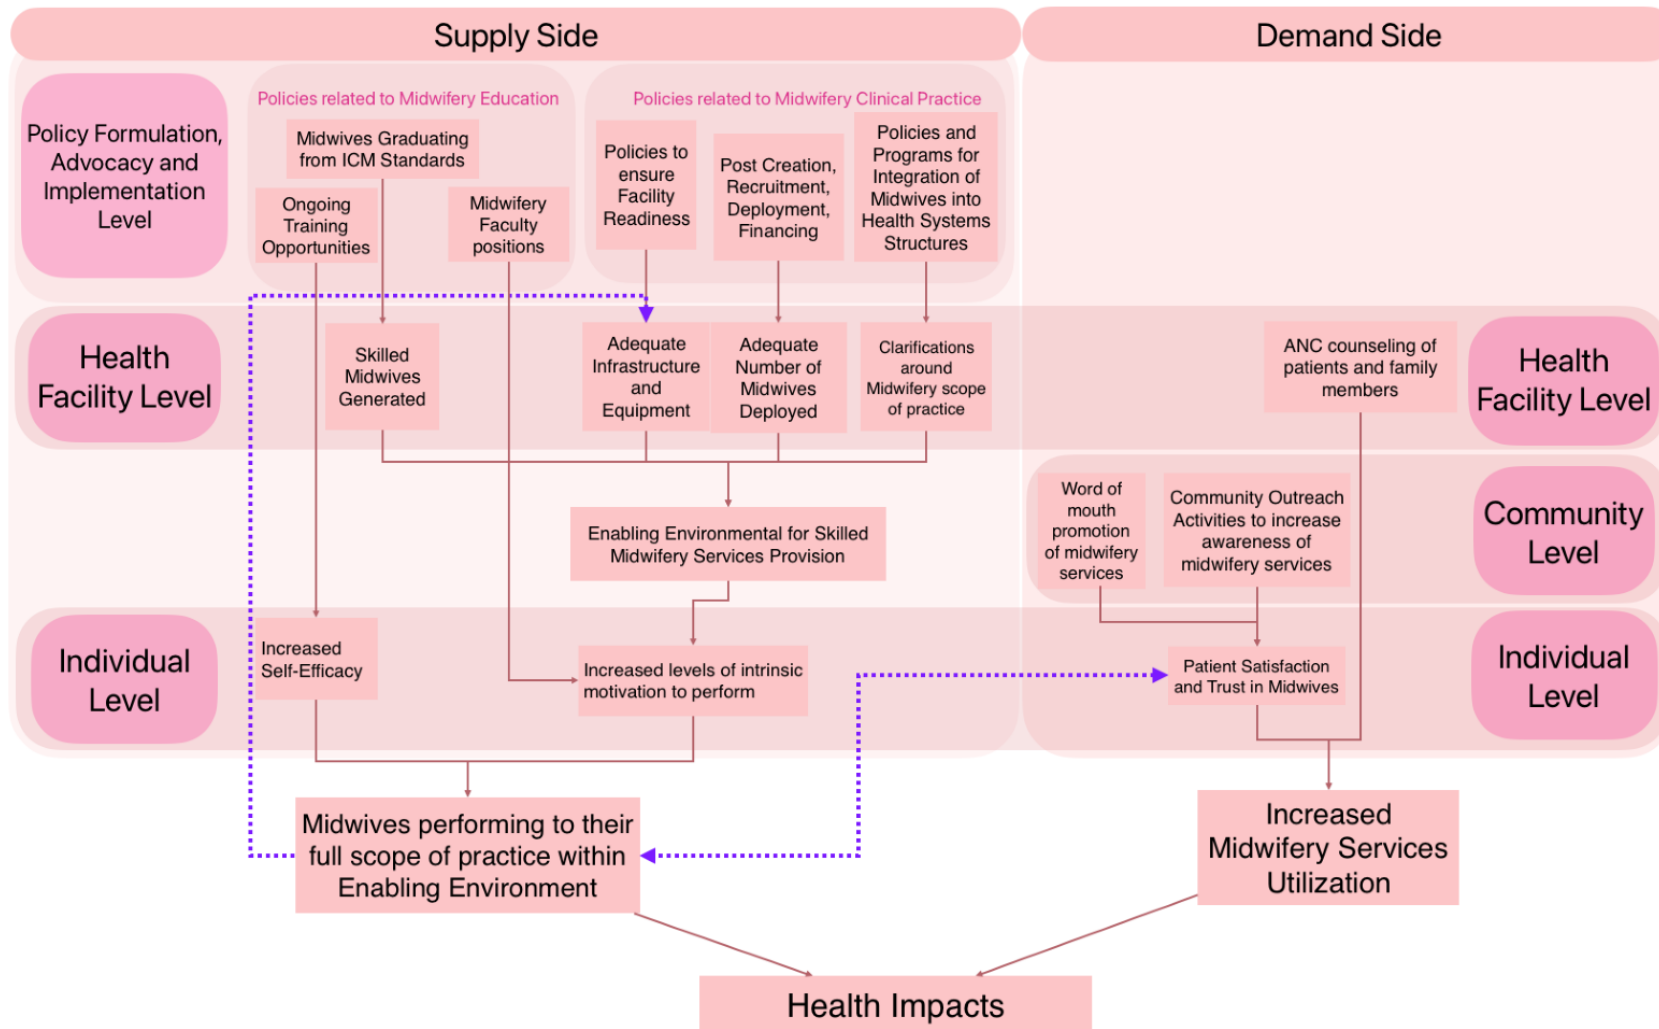 Supply Side
Demand Side
Policy Formulation,
Advocacy and
Implementation
Level
Policies related to Midwifery Education
Midwives Graduating
from ICM Standards
Ongoing
Training
Opportunities
Midwifery
Faculty
positions
Policies related to Midwifery Clinical Practice
Policies to
ensure
Facility
Readiness
Post Creation,
Recruitment,
Deployment,
Financing
Policies and
Programs for
Integration of
Midwives into
Health Systems
Structures
Health
Facility Level
Skilled
Midwives
Generated
Adequate
Infrastructure
and
Equipment
Adequate
Number of
Midwives
Deployed
Clarifications
around
Midwifery scope
of practice
ANC counseling of
patients and family
members
Health
Facility Level
Enabling Environmental for Skilled
Midwifery Services Provision
Word of
mouth
promotion
of midwifery
services
Community Outreach
Activities to increase
awareness of
midwifery services
Community
Level
Individual
Level
Increased
Self-Efficacy
Increased levels of intrinsic
motivation to perform
Patient Satisfaction
and Trust in Midwives
Individual
Level
Midwives performing to their
full scope of practice within
Enabling Environment
Increased
Midwifery Services
Utilization
Health Impacts